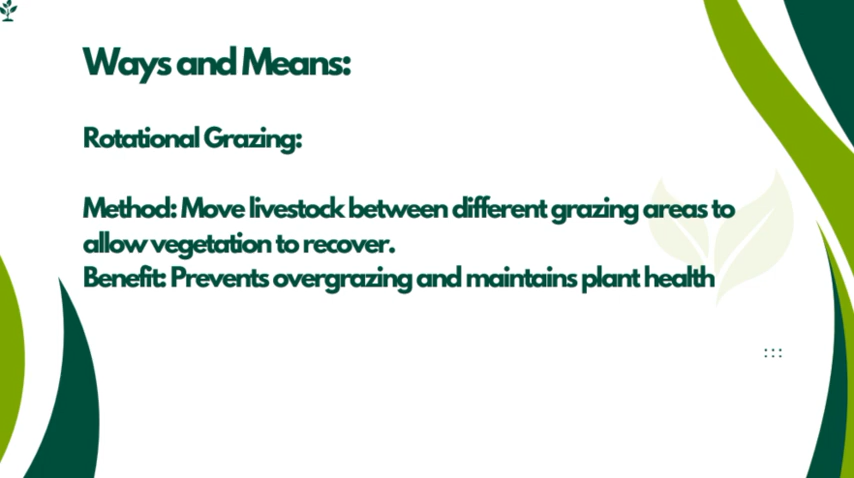 Ways and Means:
Rotational Grazing:
Method: Move livestock between different grazing areas to
allow vegetation to recover.
Benefit: Prevents overgrazing and maintains plant health